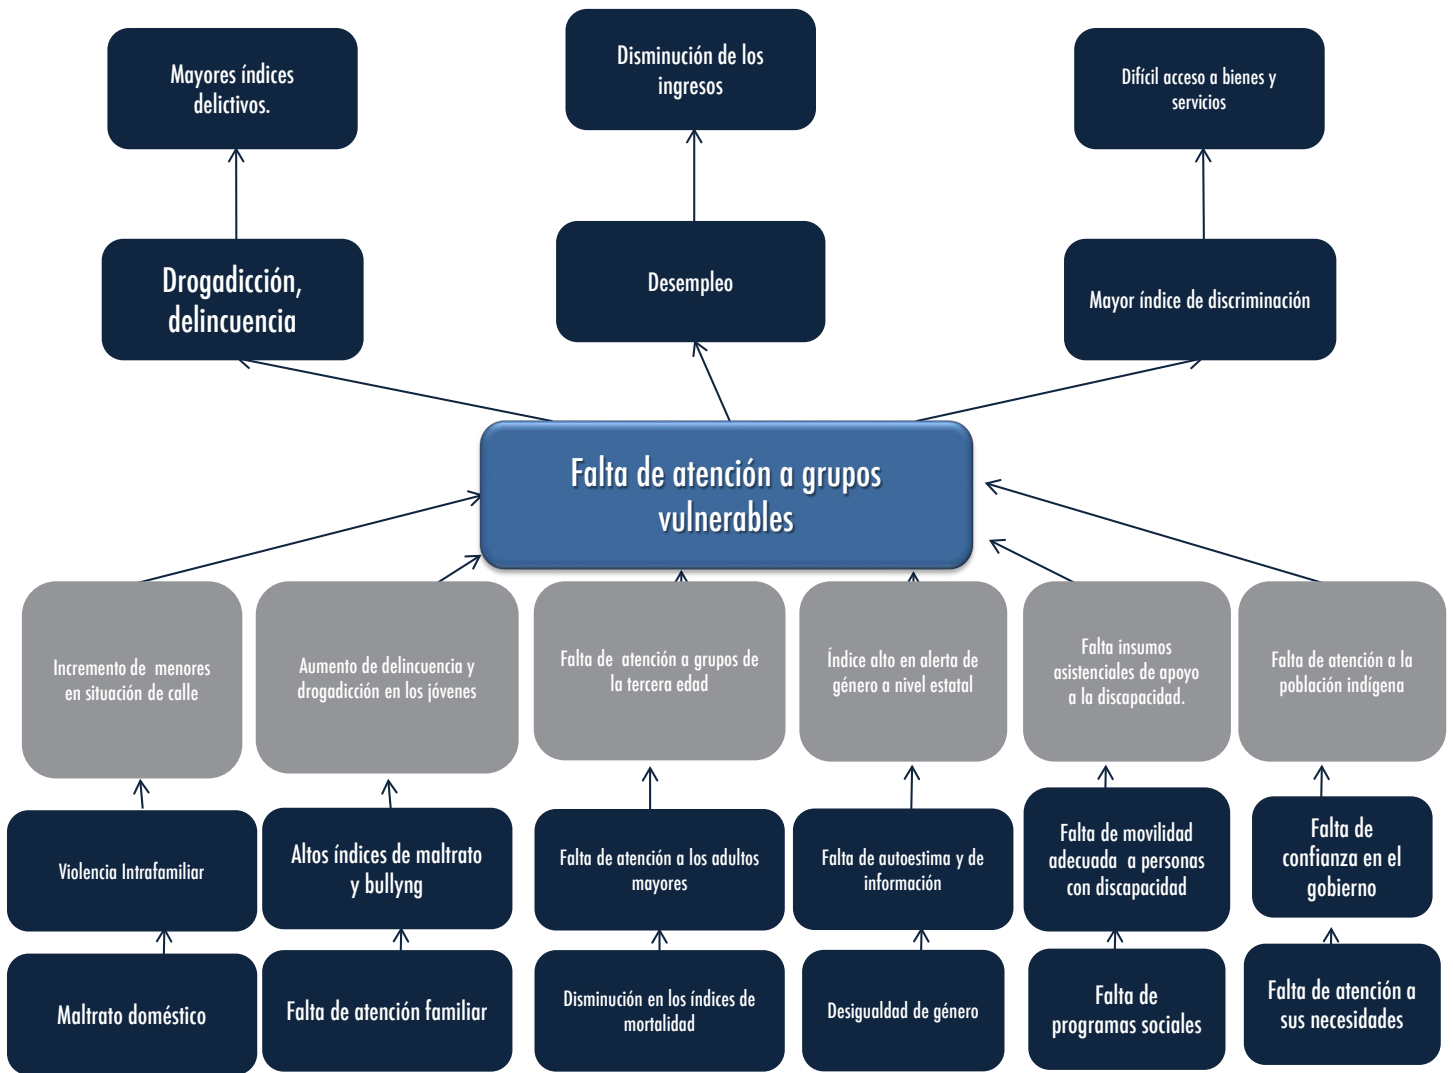 Mayores índices
delictivos.
Disminución de los
ingresos
Difícil acceso a bienes y
servicios
Drogadicción,
delincuencia
Desempleo
Mayor índice de discriminación
Falta de atención a grupos
vulnerables
Incremento de menores
en situación de calle
Aumento de delincuencia y
drogadicción en los jóvenes
Falta de atención a grupos de
la tercera edad
Índice alto en alerta de
género a nivel estatal
Falta insumos
asistenciales de apoyo
a la discapacidad.
Falta de atención a la
población indígena
Violencia Intrafamiliar
Altos índices de maltrato
y bullyng
Falta de atención a los adultos
mayores
Falta de autoestima y de
información
Falta de movilidad
adecuada a personas
con discapacidad
Falta de
confianza en el
gobierno
Maltrato doméstico
Falta de atención familiar
Disminución en los índices de
mortalidad
Desigualdad de género
Falta de
programas sociales
Falta de atención a
sus necesidades